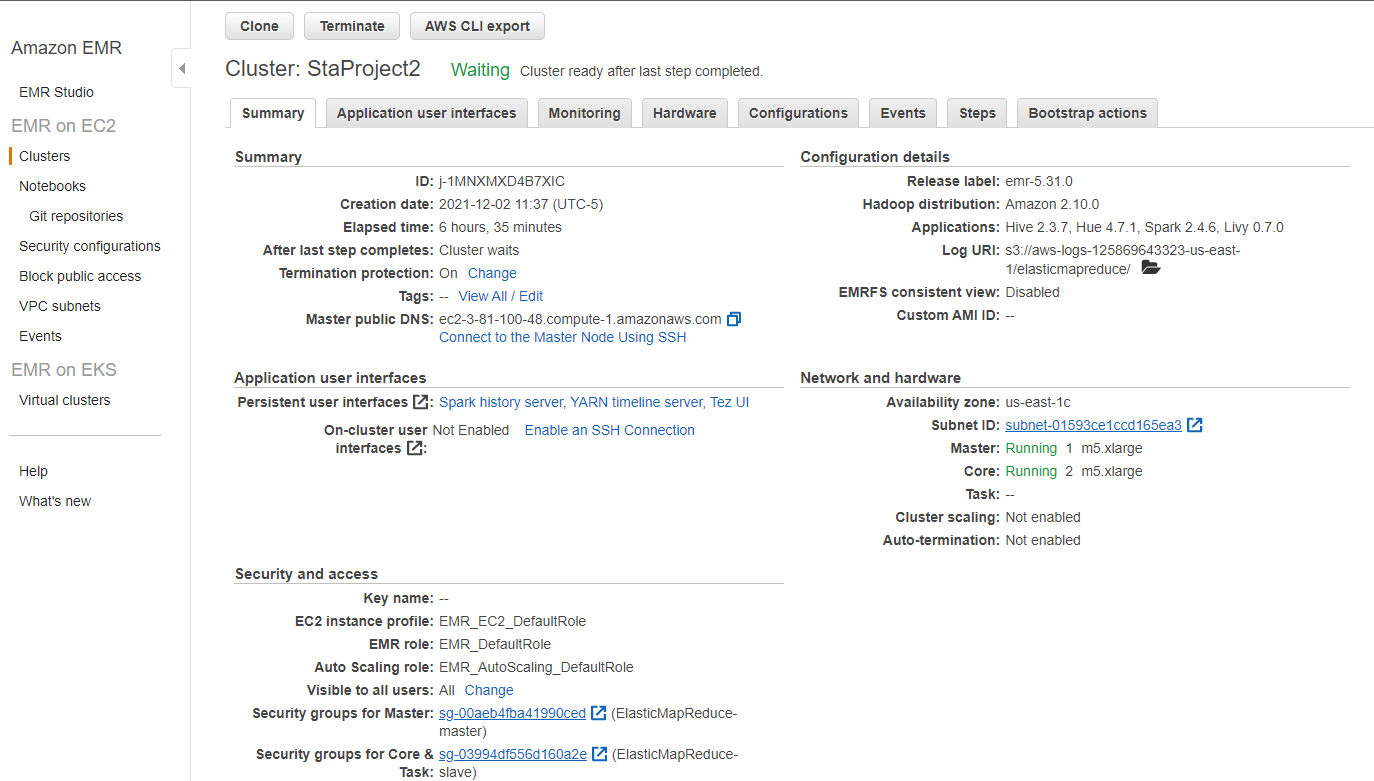 Clone Terminate AWS CLI export
Amazon EMR
Cluster: StaProject2 Waiting Cluster ready after last step completed.
EMR Studio
EMR on EC2
Clusters
Notebooks
Git repositories
Security configurations
Block public access
VPC subnets
Events
EMR on EKS
Virtual clusters
Help
What's new
Summary Application user interfaces Monitoring Hardware Configurations Events Steps Bootstrap actions
Summary
ID: j-1MNXMXD4B7XIC
Creation date: 2021-12-02 11:37 (UTC-5)
Elapsed time: 6 hours, 35 minutes
After last step completes: Cluster waits
Termination protection: On Change
Tags: -- View All / Edit
Master public DNS: ec2-3-81-100-48.compute-1.amazonaws.com
Connect to the Master Node Using SSH
Configuration details
Release label: emr-5.31.0
Hadoop distribution: Amazon 2.10.0
Applications: Hive 2.3.7, Hue 4.7.1, Spark 2.4.6, Livy 0.7.0
Log URI: s3://aws-logs-125869643323-us-east-
1/elasticmapreduce/
EMRFS consistent view: Disabled
Custom AMI ID: --
Application user interfaces
Persistent user interfaces : Spark history server, YARN timeline server, Tez UI
On-cluster user Not Enabled Enable an SSH Connection
interfaces :
Network and hardware
Availability zone: us-east-1c
Subnet ID: subnet-01593ce1ccd165ea3
Master: Running 1 m5.xlarge
Core: Running 2 m5.xlarge
Task: --
Cluster scaling: Not enabled
Auto-termination: Not enabled
Security and access
Key name: --
EC2 instance profile: EMR_EC2_DefaultRole
EMR role: EMR_DefaultRole
Auto Scaling role: EMR_AutoScaling_DefaultRole
Visible to all users: All Change
Security groups for Master: sg-00aeb4fba41990ced (ElasticMapReduce-
master)
Security groups for Core & sg-03994df556d160a2e (ElasticMapReduce-
Task: slave)